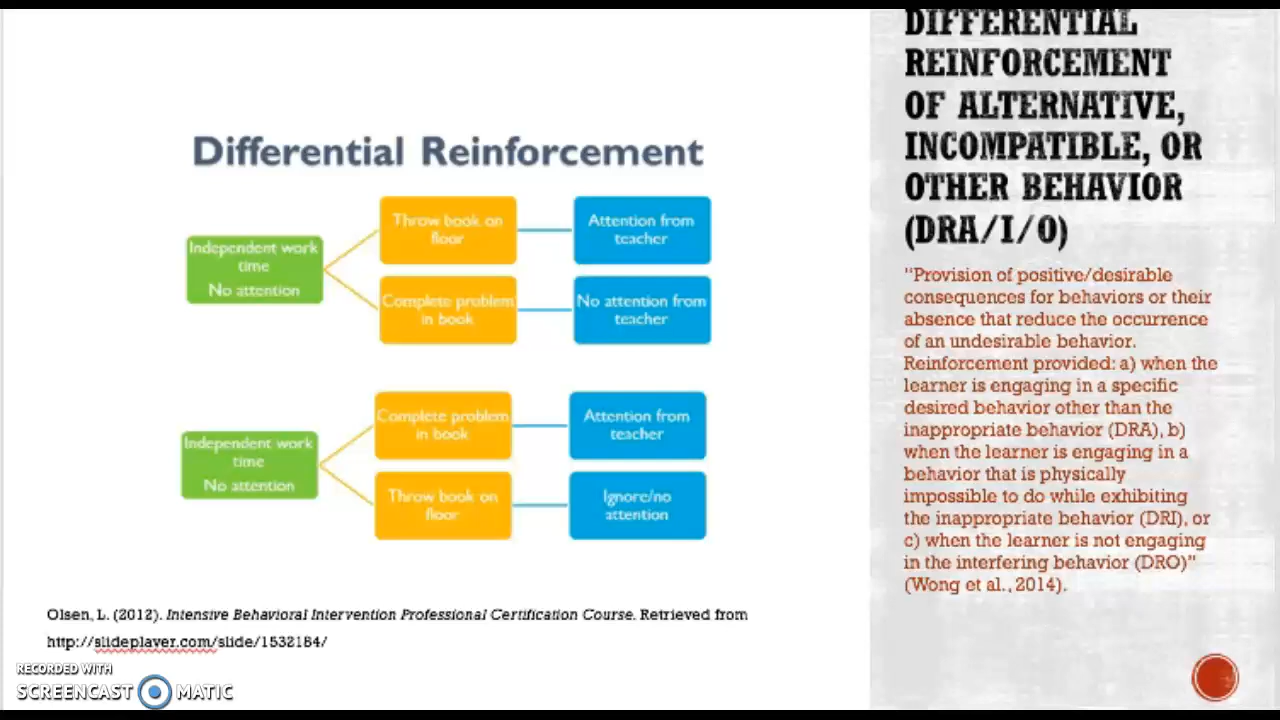 Differential Reinforcement
Independent work
time
No attention
Throw book on
floor
Attention from
teacher
Complete problem
in book
No attention from
teacher
Independent work
time
No attention
Complete problem
in book
Attention from
teacher
Throw book on
floor
Ignore/no
attention
Olsen, L. (2012). Intensive Behavioral Intervention Professional Certification Course. Retrieved from
http://slideplayer.com/slide/1532184/
RECORDED WITH
SCREENCAST MATIC
DIFFERENTIAL
REINFORCEMENT
OF ALTERNATIVE,
INCOMPATIBLE, OR
OTHER BEHAVIOR
(DRA/I/O)
"Provision of positive/desirable
consequences for behaviors or their
absence that reduce the occurrence
of an undesirable behavior.
Reinforcement provided: a) when the
learner is engaging in a specific
desired behavior other than the
inappropriate behavior (DRA), b)
when the learner is engaging in a
behavior that is physically
impossible to do while exhibiting
the inappropriate behavior (DRI), or
c) when the learner is not engaging
in the interfering behavior (DRO)"
(Wong et al., 2014).